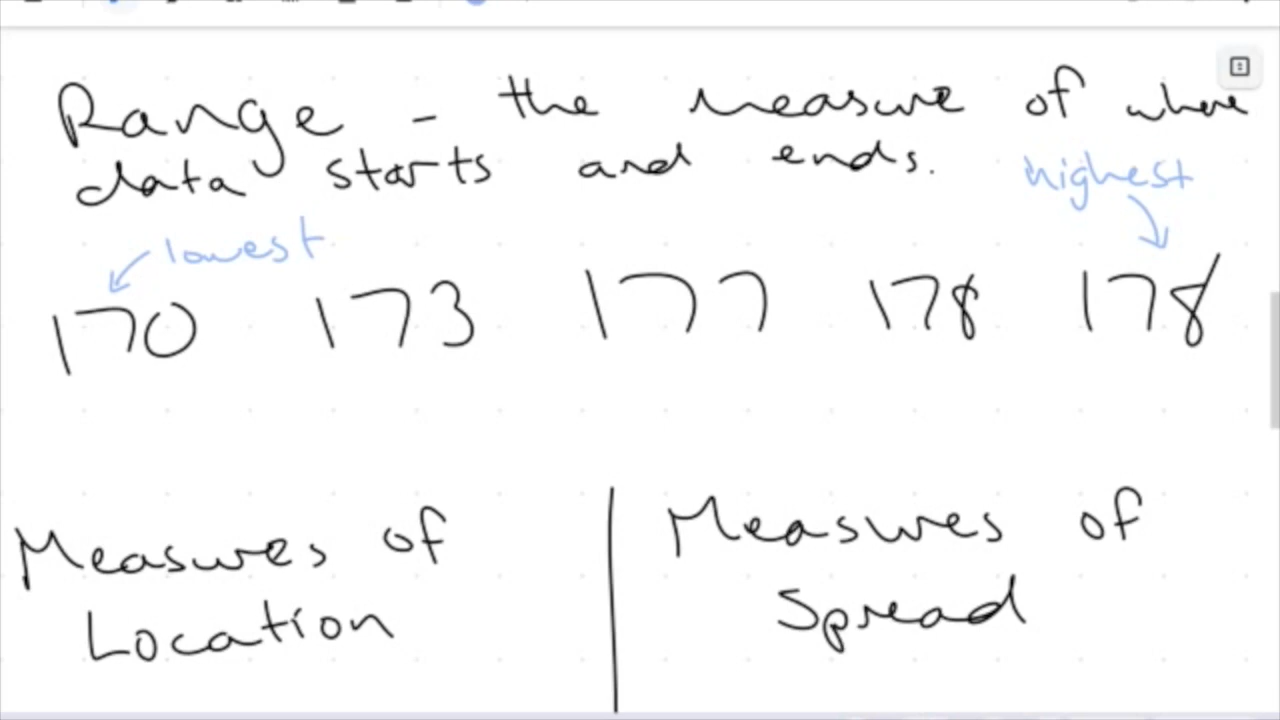 Range - the measure of where
data starts and ends.
highest
lowest
170 173 177 178 178
Measures of
Location
Measures of
Spread